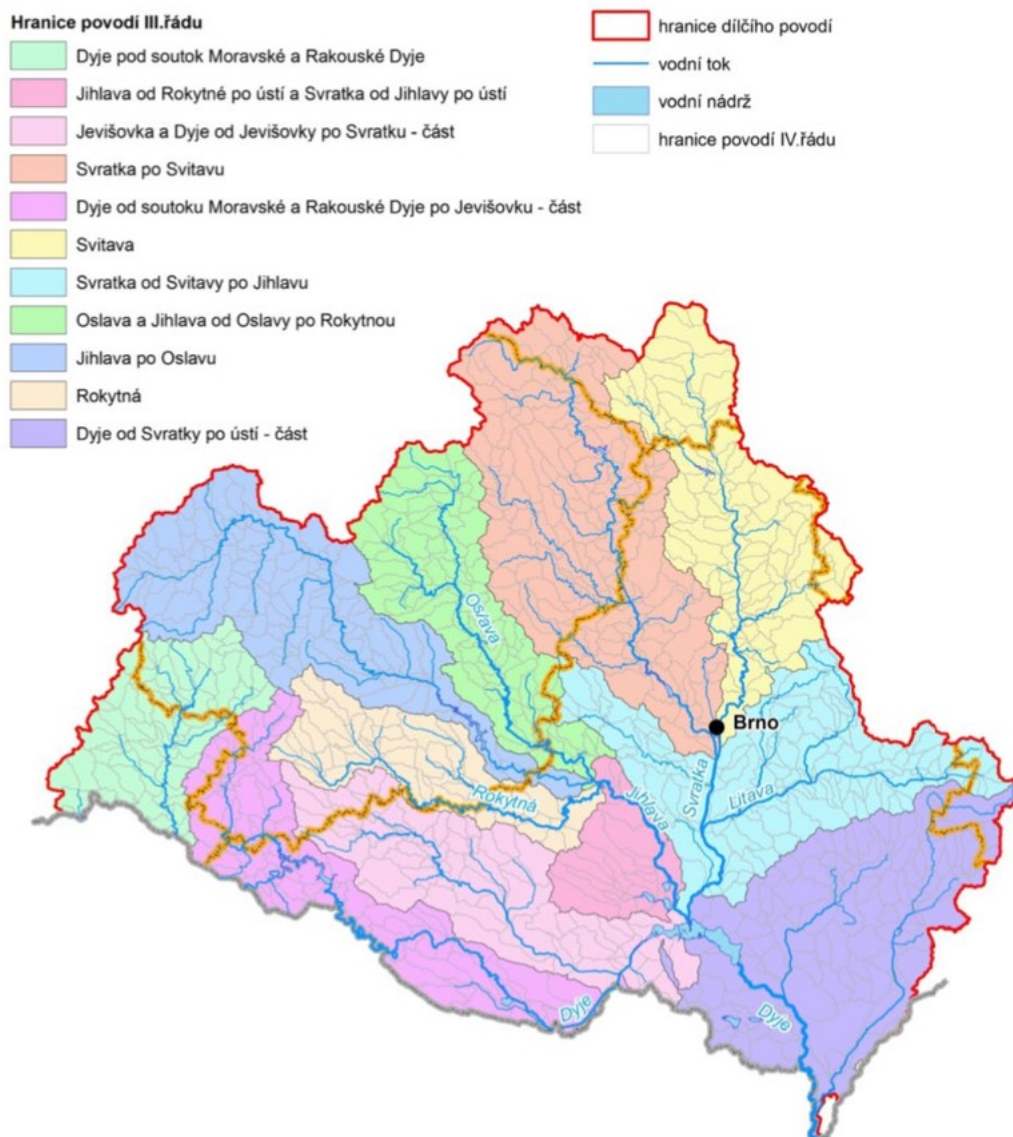 Hranice povodí III.řádu
Dyje pod soutok Moravské a Rakouské Dyje
Jihlava od Rokytné po ústí a Svratka od Jihlavy po ústí
Jevišovka a Dyje od Jevišovky po Svratku - část
Svratka po Svitavu
Dyje od soutoku Moravské a Rakouské Dyje po Jevišovku - část
Svitava
Svratka od Svitavy po Jihlavu
Oslava a Jihlava od Oslavy po Rokytnou
Jihlava po Oslavu
Rokytná
Dyje od Svratky po ústí - část
hranice dílčího povodí
vodní tok
vodní nádrž
hranice povodí IV.řádu
Oslava
Brno
Svratka
Litava
Jihlava
Rokytná
Dyje
Dyje